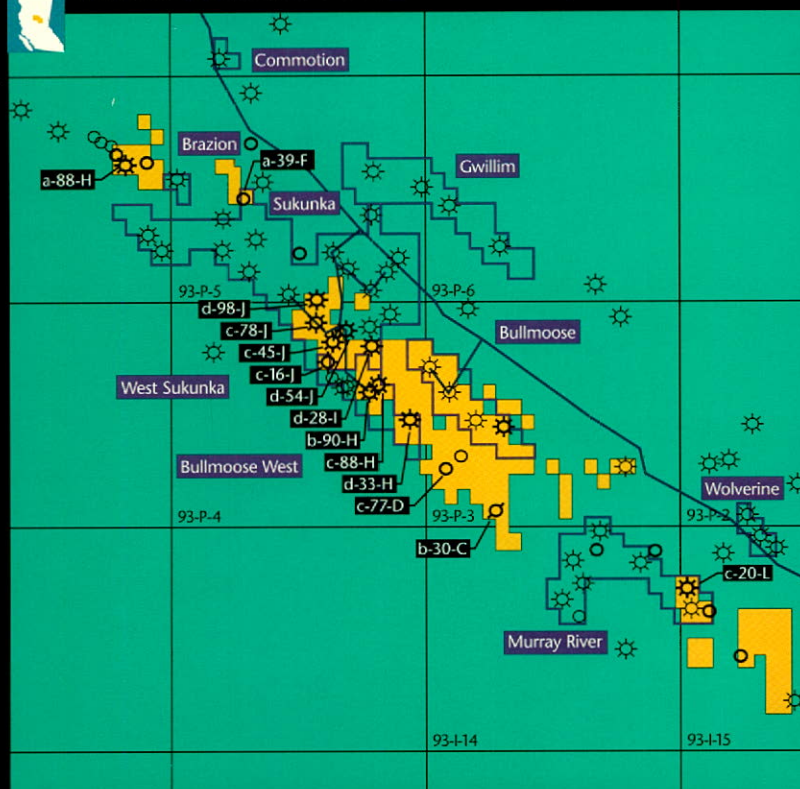 Commotion
Brazion
a-39-F
Gwillim
a-88-H
Sukunka
93-P-5
93-P-6
d-98-J
c-78-J
Bullmoose
c-45-J
c-16-J
West Sukunka
d-54-J
d-28-I
b-90-H
c-88-H
Bullmoose West
d-33-H
Wolverine
c-77-D
93-P-4
93-P-3
93-P-2
b-30-C
c-20-L
Murray River
93-I-14
93-I-15